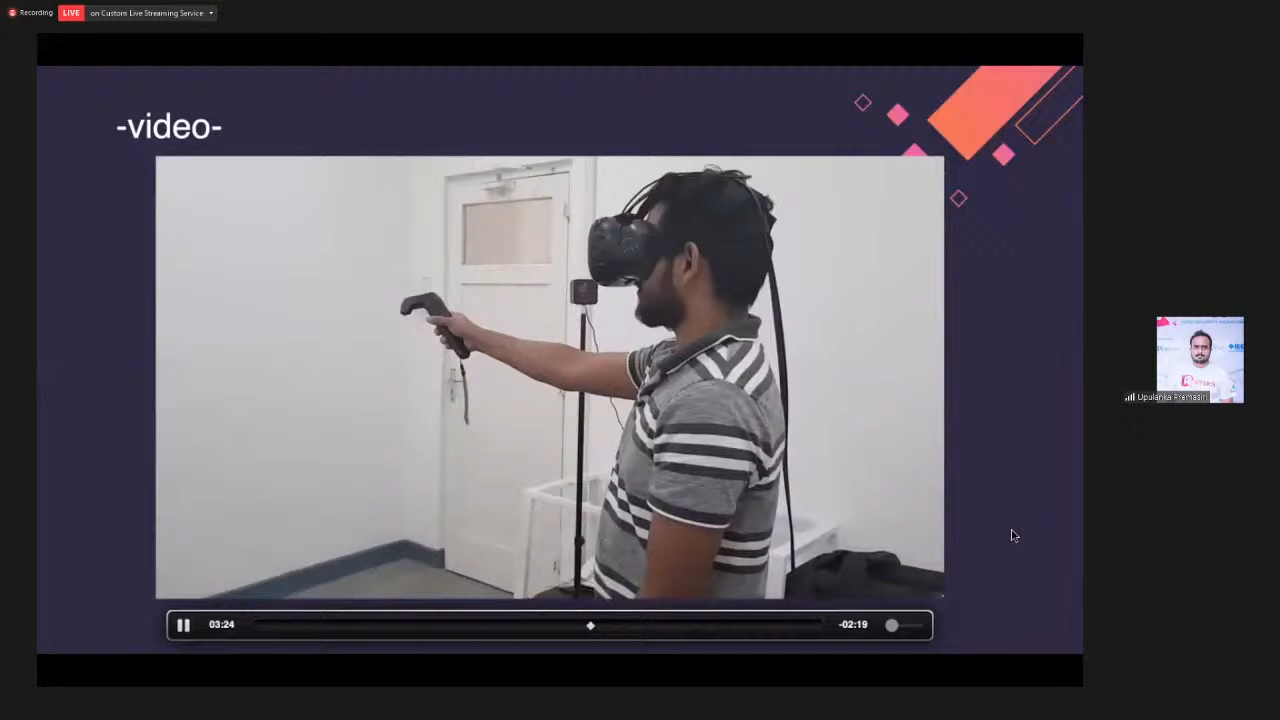 Recording
LIVE
on Custom Live Streaming Service
-video-
03:24
-02:19
Upulanka Premasiri